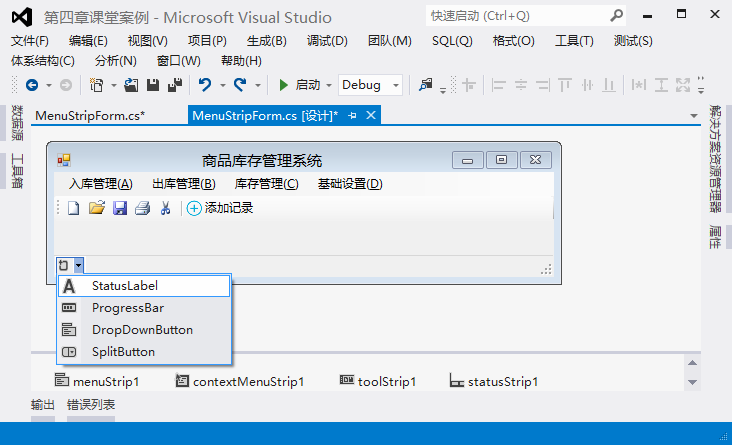 第四章课堂案例 - Microsoft Visual Studio
快速启动 (Ctrl+Q)
文件(F) 编辑(E) 视图(V) 项目(P) 生成(B) 调试(D) 团队(M) SQL(Q) 格式(O) 工具(T) 测试(S)
体系结构(C) 分析(N) 窗口(W) 帮助(H)
启动 Debug
数据源
工具箱
MenuStripForm.cs*
MenuStripForm.cs [设计]*
商品库存管理系统
入库管理(A) 出库管理(B) 库存管理(C) 基础设置(D)
添加记录
A StatusLabel
ProgressBar
DropDownButton
SplitButton
menuStrip1 contextMenuStrip1 toolStrip1 statusStrip1
输出 错误列表
解决方案资源管理器
属性